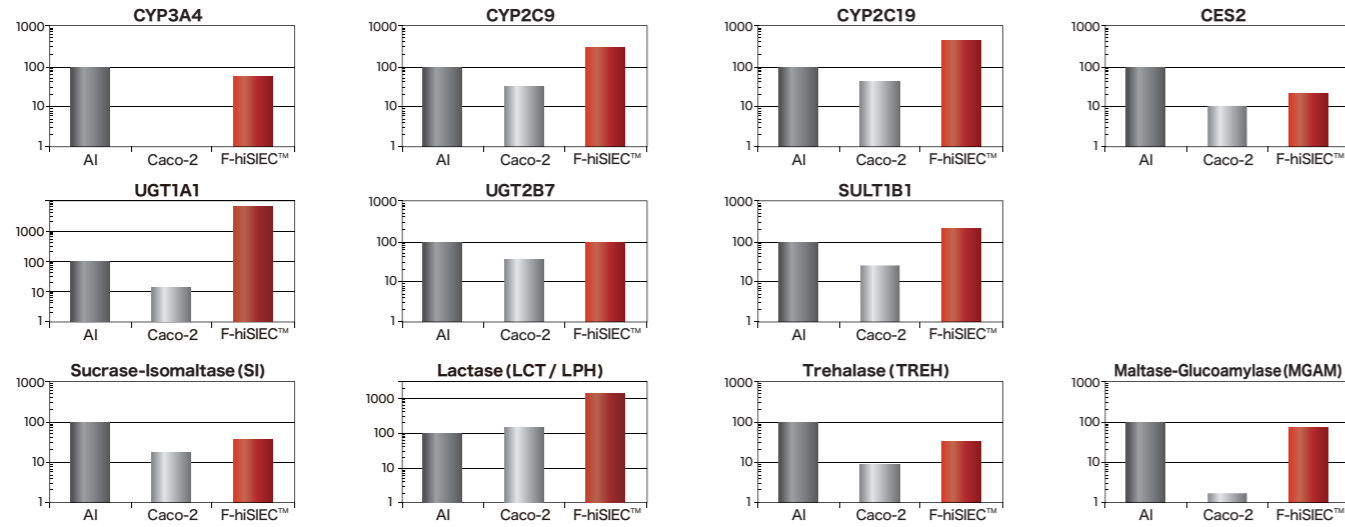 CYP3A4 CYP2C9 CYP2C19 CES2
1000 1000 1000 1000
100 100 100 100
10 10 10 10
1 1 1 1
AI Caco-2 F-hiSIEC™ AI Caco-2 F-hiSIEC™ AI Caco-2 F-hiSIEC™ AI Caco-2 F-hiSIEC™
UGT1A1 UGT2B7 SULT1B1
1000 1000 1000
100 100 100
10 10 10
1 1 1
AI Caco-2 F-hiSIEC™ AI Caco-2 F-hiSIEC™ AI Caco-2 F-hiSIEC™
Sucrase-Isomaltase (SI) Lactase (LCT / LPH) Trehalase (TREH) Maltase-Glucoamylase (MGAM)
1000 1000 1000 1000
100 100 100 100
10 10 10 10
1 1 1 1
AI Caco-2 F-hiSIEC™ AI Caco-2 F-hiSIEC™ AI Caco-2 F-hiSIEC™ AI Caco-2 F-hiSIEC™